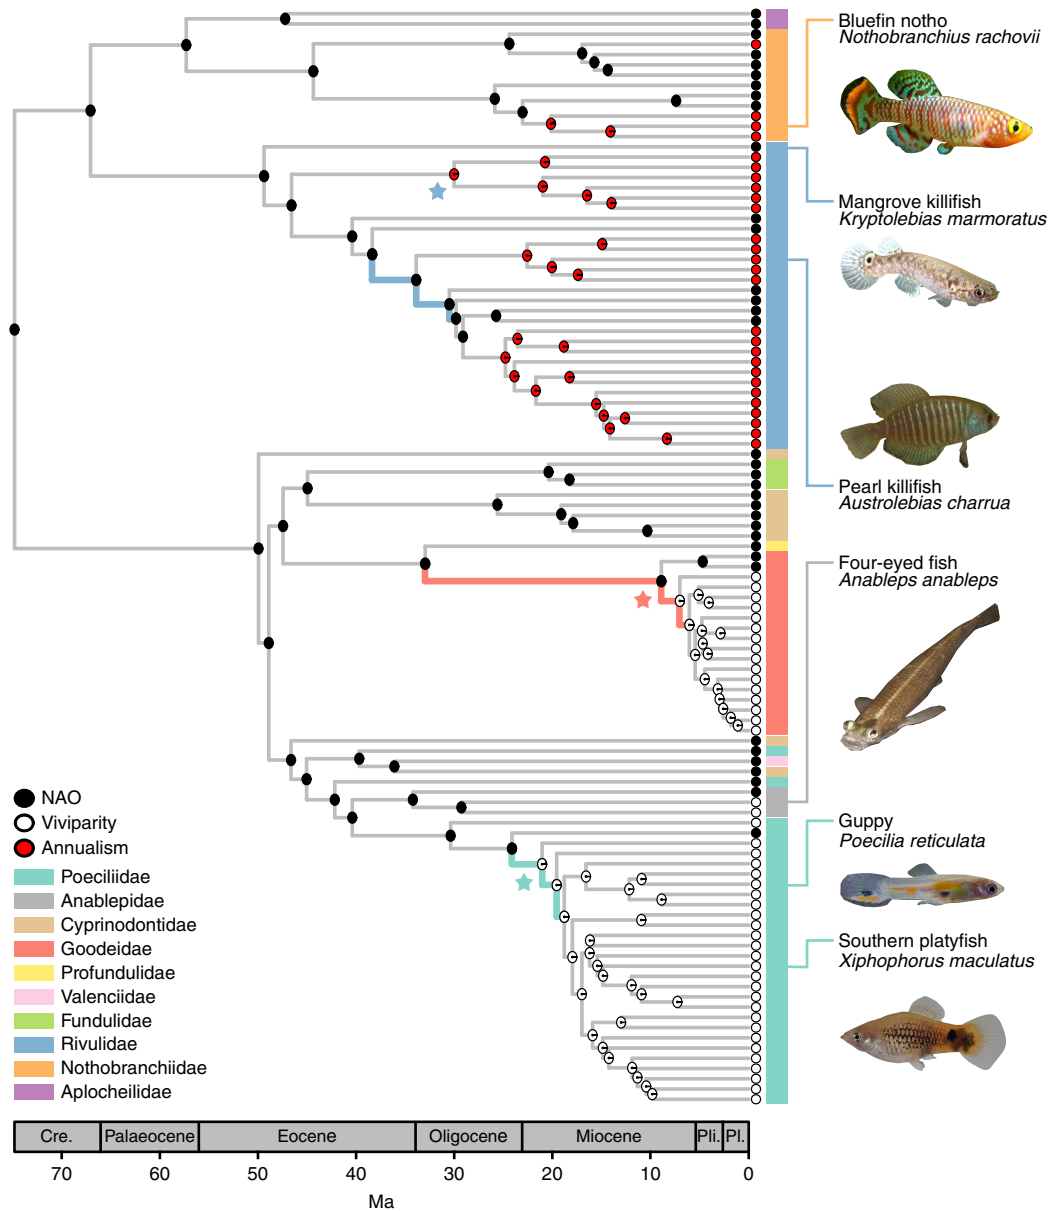 Bluefin notho
Nothobranchius rachovii
Mangrove killifish
Kryptolebias marmoratus
Pearl killifish
Austrolebias charrua
Four-eyed fish
Anableps anableps
Guppy
Poecilia reticulata
Southern platyfish
Xiphophorus maculatus
NAO
Viviparity
Annualism
Poeciliidae
Anablepidae
Cyprinodontidae
Goodeidae
Profundulidae
Valenciidae
Fundulidae
Rivulidae
Nothobranchiidae
Aplocheilidae
Cre. Palaeocene Eocene Oligocene Miocene Pli. Pl.
70 60 50 40 30 20 10 0
Ma